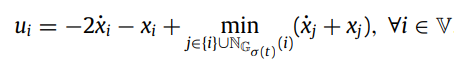 $u_i = -2\dot{x}_i - x_i + \min_{j \in \{i\} \cup \mathbb{N}_{\mathbb{G}_{\sigma(t)}}(i)} (\dot{x}_j + x_j), \ \forall i \in \mathbb{V}$